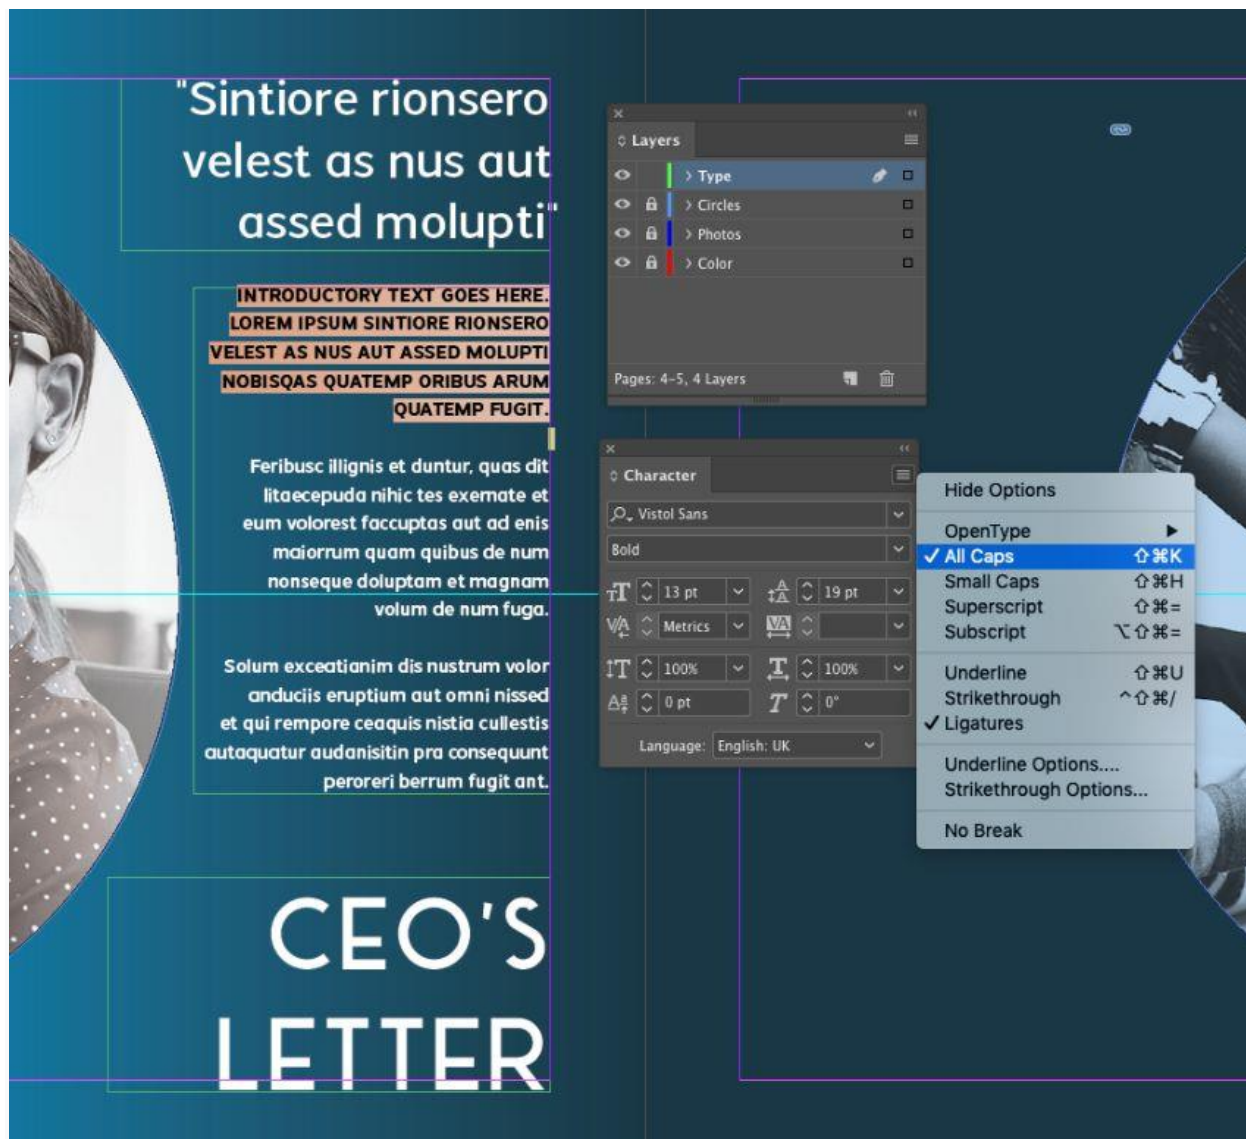 "Sintiore rionsero
velest as nus aut
assed molupti"
INTRODUCTORY TEXT GOES HERE.
LOREM IPSUM SINTIORE RIONSERO
VELEST AS NUS AUT ASSED MOLUPTI
NOBISQAS QUATEMP ORIBUS ARUM
QUATEMP FUGIT.
Feribusc illignis et duntur, quas dit
litaecepuda nihic tes exernate et
eum volorest faccuptas aut ad enis
maiorrum quam quibus de num
nonseque doluptam et magnam
volum de num fuga.
Solum exceatianim dis nustrum volor
anduciis eruptium aut omni nissed
et qui rempore ceaquis nistia cullestis
autaquatur audanisitin pra consequunt
peroreri berrum fugit ant.
CEO'S
LETTER
Layers
Type
Circles
Photos
Color
Pages: 4-5, 4 Layers
Character
Vistol Sans
Bold
13 pt 19 pt
Metrics
100% 100%
0 pt 0°
Language: English: UK
Hide Options
OpenType
✓ All Caps ⇧⌘K
Small Caps ⇧⌘H
Superscript ⇧⌘=
Subscript ⌥⇧⌘=
Underline ⇧⌘U
Strikethrough ^⇧⌘/
✓ Ligatures
Underline Options....
Strikethrough Options...
No Break